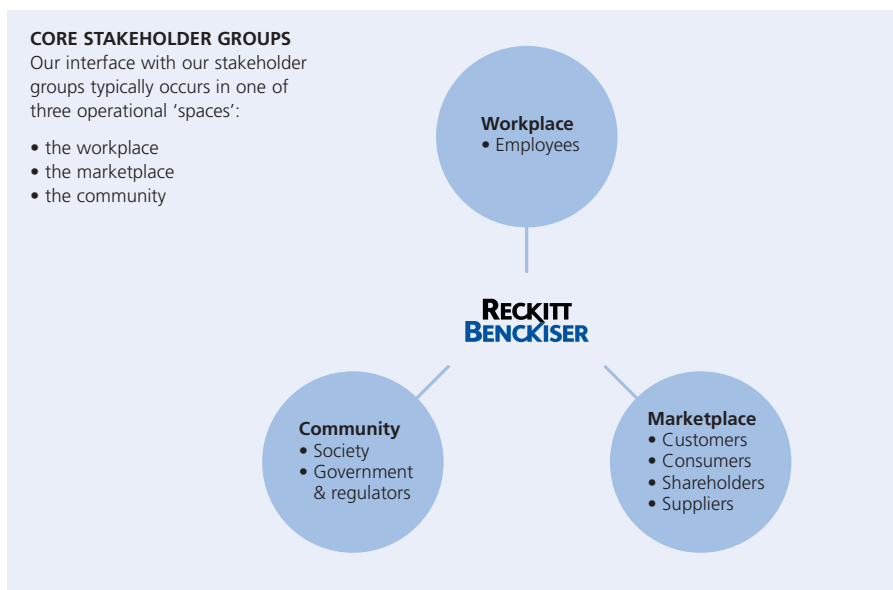 CORE STAKEHOLDER GROUPS
Our interface with our stakeholder
groups typically occurs in one of
three operational ‘spaces’:
• the workplace
• the marketplace
• the community
Workplace
• Employees
RECKITT
BENCKISER
Community
• Society
• Government
& regulators
Marketplace
• Customers
• Consumers
• Shareholders
• Suppliers